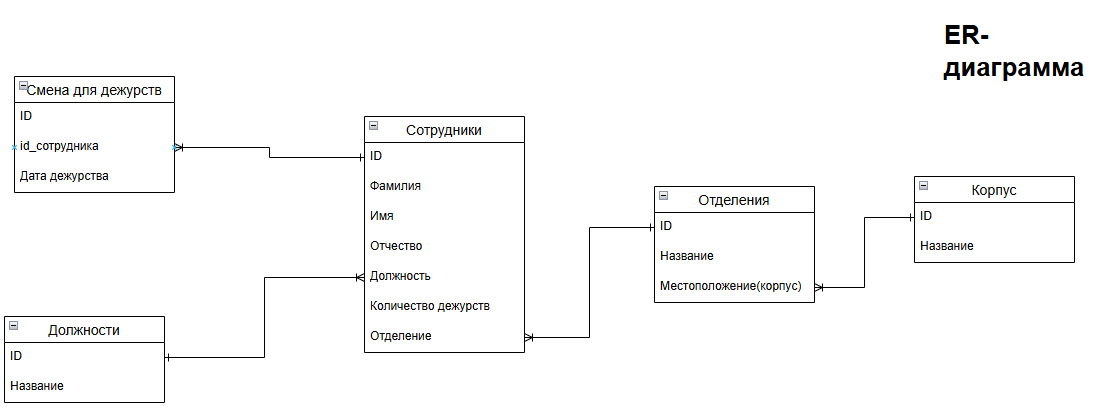 ER-
диаграмма
Смена для дежурств
ID
id_сотрудника
Дата дежурства
Сотрудники
ID
Фамилия
Имя
Отчество
Должность
Количество дежурств
Отделение
Отделения
ID
Название
Местоположение(корпус)
Корпус
ID
Название
Должности
ID
Название